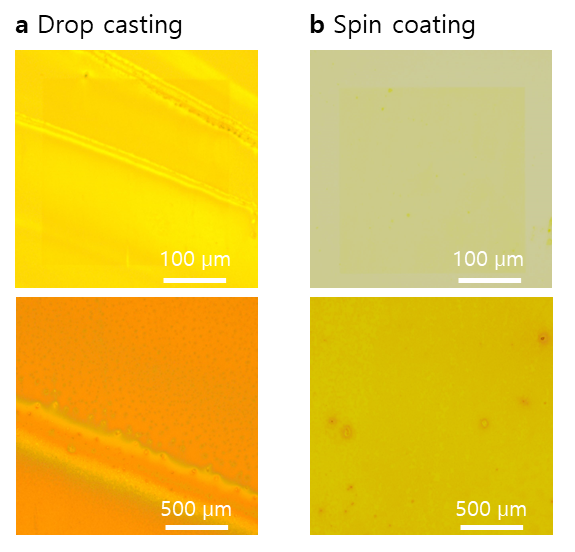 a Drop casting
b Spin coating
100 μm
100 μm
500 μm
500 μm